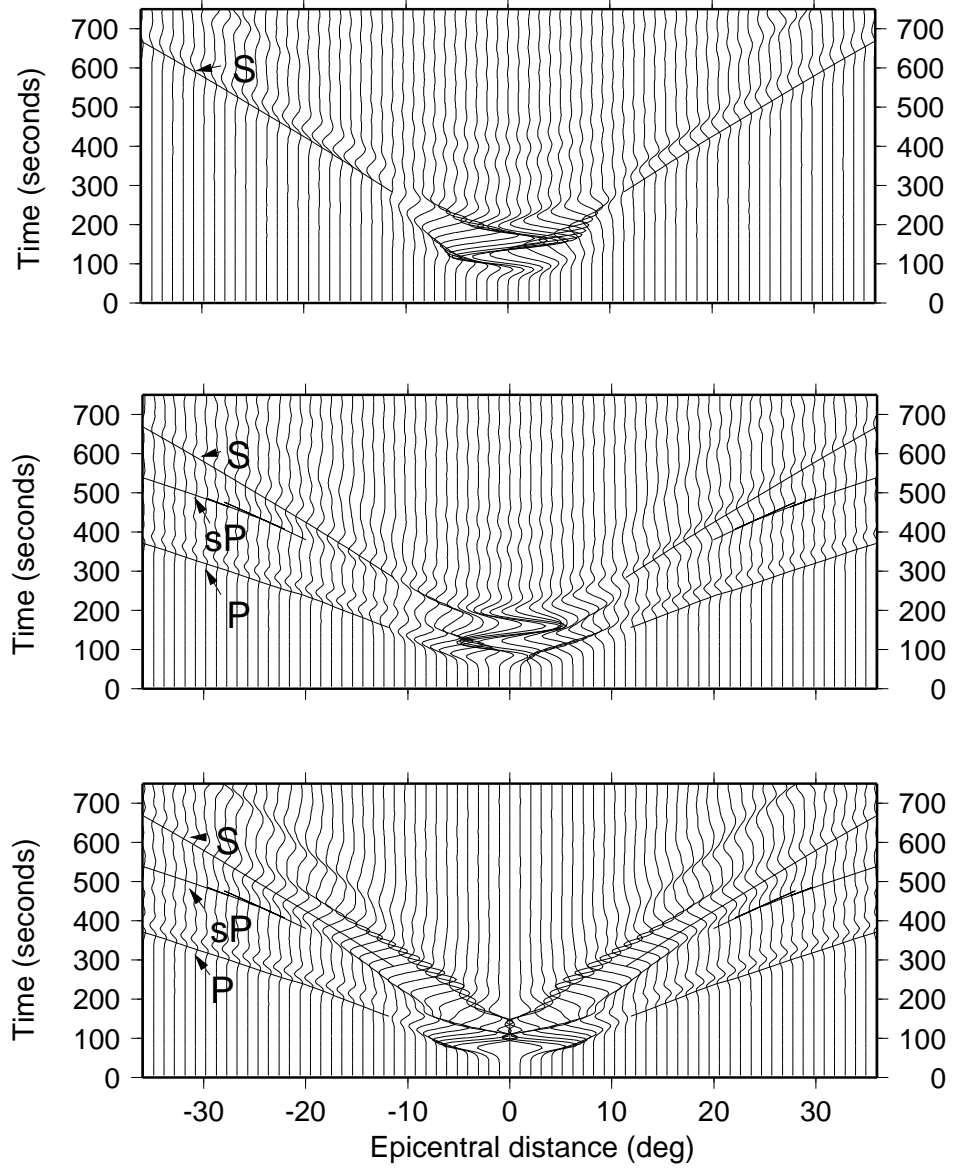 700 700
600 S 600
500 500
400 400
300 300
200 200
100 100
0 0
Time (seconds)
700 700
600 S 600
500 500
400 sP 400
300 300
200 P 200
100 100
0 0
Time (seconds)
700 700
600 S 600
500 500
400 sP 400
300 300
200 P 200
100 100
0 0
Time (seconds)
-30 -20 -10 0 10 20 30
Epicentral distance (deg)